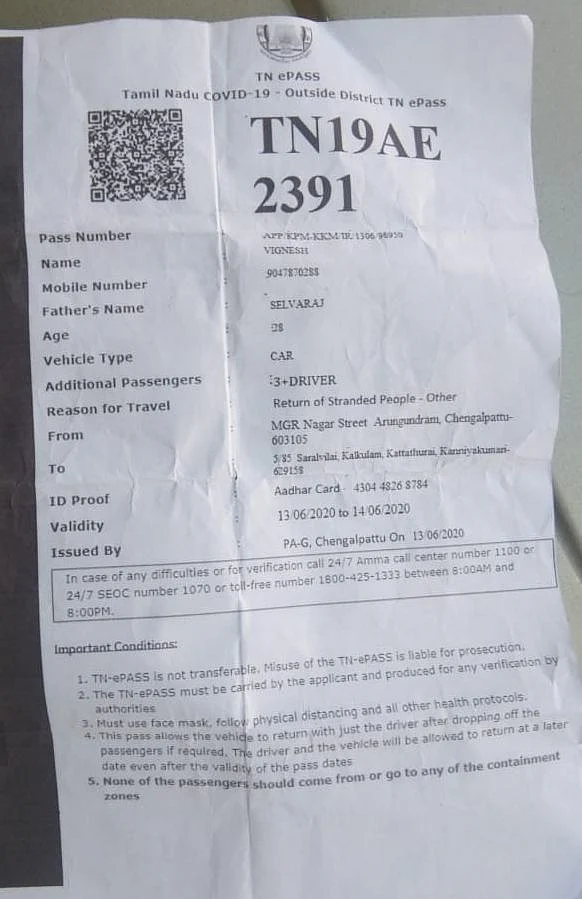 TN ePASS
Tamil Nadu COVID-19 - Outside District TN ePass
TN19AE
2391
Pass Number : APP/KPM-KKM/IR/1306/98959
Name : VIGNESH
Mobile Number : 9047870288
Father's Name : SELVARAJ
Age : 28
Vehicle Type : CAR
Additional Passengers : 3+DRIVER
Reason for Travel : Return of Stranded People - Other
From : MGR Nagar Street Arungundram, Chengalpattu-
603105
To : 5/85 Saralvilai, Kalkulam, Kattathurai, Kanniyakumari-
629158
ID Proof : Aadhar Card - 4304 4826 8784
Validity : 13/06/2020 to 14/06/2020
Issued By : PA-G, Chengalpattu On 13/06/2020
In case of any difficulties or for verification call 24/7 Amma call center number 1100 or
24/7 SEOC number 1070 or toll-free number 1800-425-1333 between 8:00AM and
8:00PM.
Important Conditions:
1. TN-ePASS is not transferable. Misuse of the TN-ePASS is liable for prosecution.
2. The TN-ePASS must be carried by the applicant and produced for any verification by
authorities
3. Must use face mask, follow physical distancing and all other health protocols.
4. This pass allows the vehicle to return with just the driver after dropping off the
passengers if required. The driver and the vehicle will be allowed to return at a later
date even after the validity of the pass dates
5. None of the passengers should come from or go to any of the containment
zones